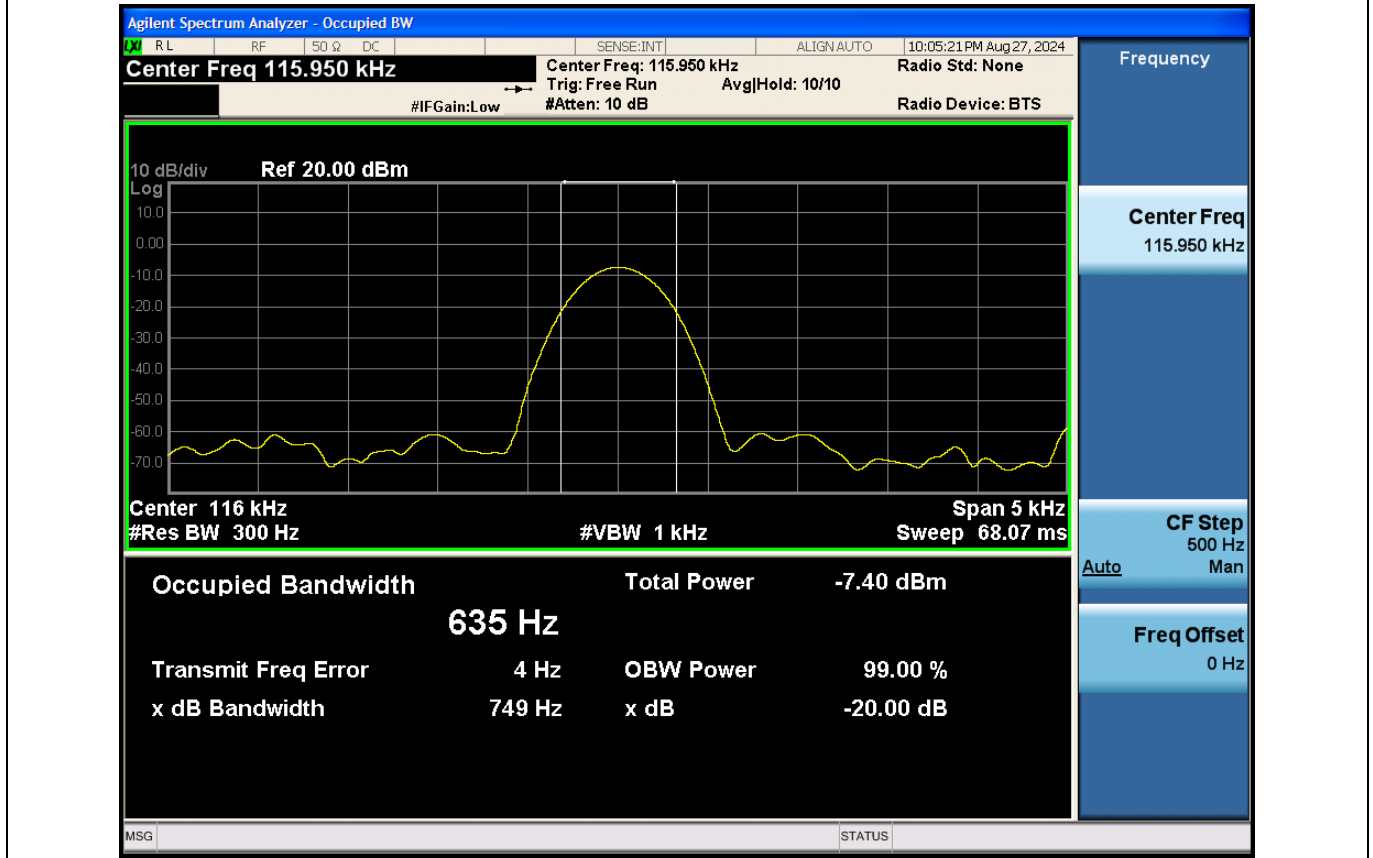 Agilent Spectrum Analyzer - Occupied BW
LXI RL RF 50 Ω DC SENSE:INT ALIGN AUTO 10:05:21 PM Aug 27, 2024
Center Freq 115.950 kHz
Center Freq: 115.950 kHz
Radio Std: None
Trig: Free Run Avg|Hold: 10/10
#IFGain:Low #Atten: 10 dB Radio Device: BTS
10 dB/div Ref 20.00 dBm
Log
10.0
0.00
-10.0
-20.0
-30.0
-40.0
-50.0
-60.0
-70.0
Center 116 kHz Span 5 kHz
#Res BW 300 Hz #VBW 1 kHz Sweep 68.07 ms
Occupied Bandwidth Total Power -7.40 dBm
635 Hz
Transmit Freq Error 4 Hz OBW Power 99.00 %
x dB Bandwidth 749 Hz x dB -20.00 dB
MSG STATUS
Frequency
Center Freq
115.950 kHz
CF Step
500 Hz
Auto Man
Freq Offset
0 Hz